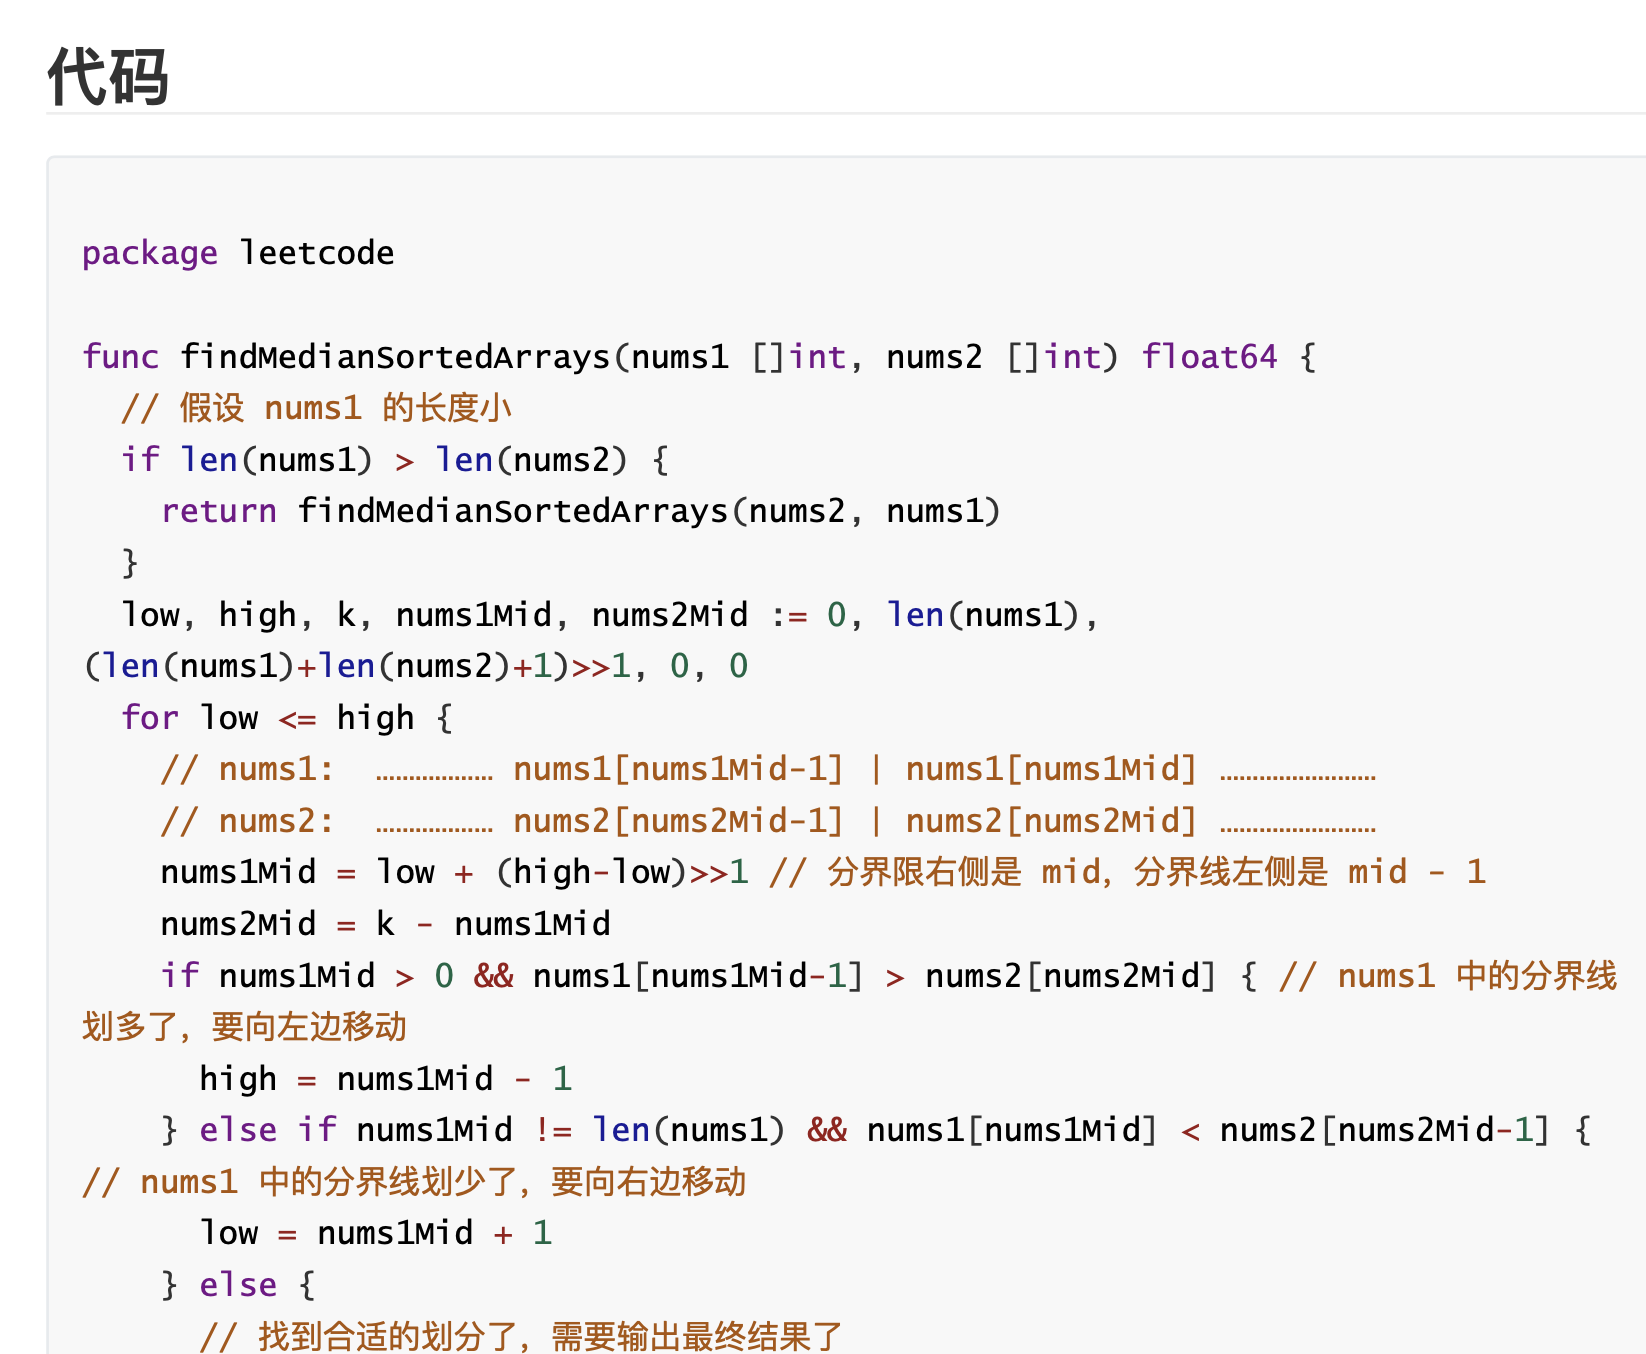 代码
package leetcode
func findMedianSortedArrays(nums1 []int, nums2 []int) float64 {
// 假设 nums1 的长度小
if len(nums1) > len(nums2) {
return findMedianSortedArrays(nums2, nums1)
}
low, high, k, nums1Mid, nums2Mid := 0, len(nums1),
(len(nums1)+len(nums2)+1)>>1, 0, 0
for low <= high {
// nums1:  ……………… nums1[nums1Mid-1] | nums1[nums1Mid] ……………………
// nums2:  ……………… nums2[nums2Mid-1] | nums2[nums2Mid] ……………………
nums1Mid = low + (high-low)>>1 // 分界限右侧是 mid，分界线左侧是 mid - 1
nums2Mid = k - nums1Mid
if nums1Mid > 0 && nums1[nums1Mid-1] > nums2[nums2Mid] { // nums1 中的分界线
划多了，要向左边移动
high = nums1Mid - 1
} else if nums1Mid != len(nums1) && nums1[nums1Mid] < nums2[nums2Mid-1] {
// nums1 中的分界线划少了，要向右边移动
low = nums1Mid + 1
} else {
// 找到合适的划分了，需要输出最终结果了